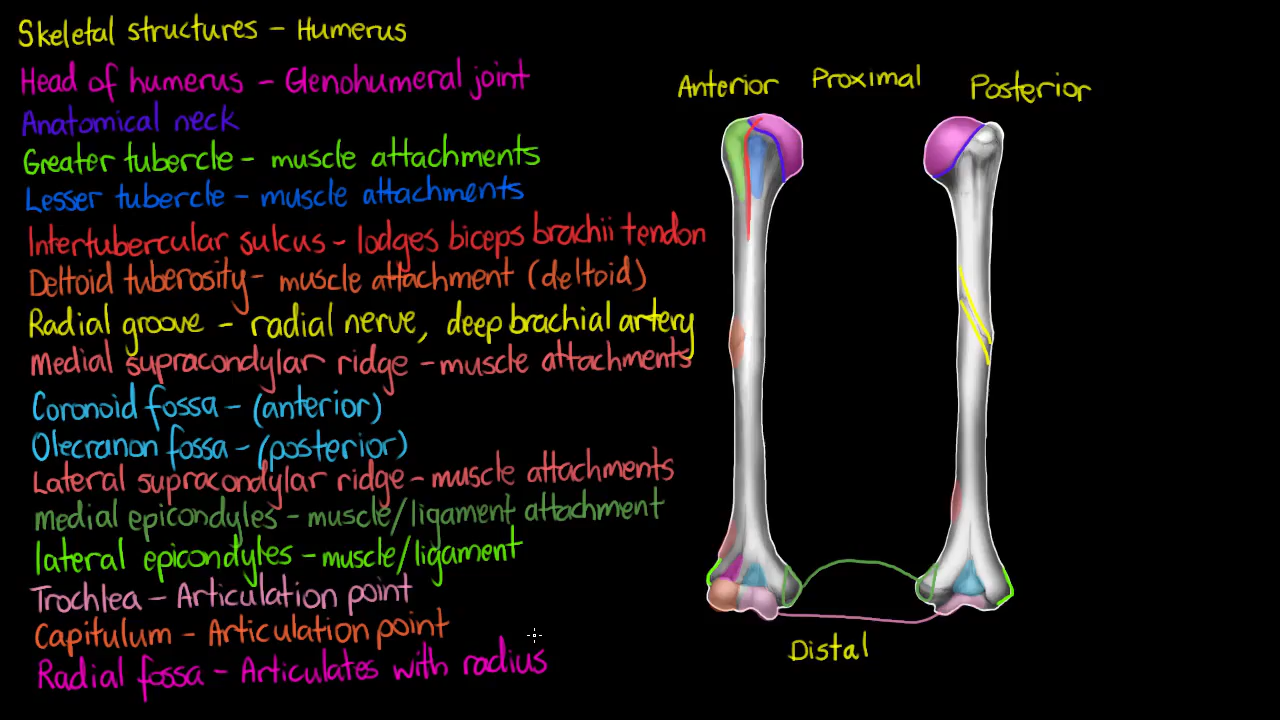 Skeletal structures - Humerus
Head of humerus - Glenohumeral joint
Anatomical neck
Greater tubercle - muscle attachments
Lesser tubercle - muscle attachments
Intertubercular sulcus - lodges biceps brachii tendon
Deltoid tuberosity - muscle attachment (deltoid)
Radial groove - radial nerve, deep brachial artery
Medial supracondylar ridge - muscle attachments
Coronoid fossa - (anterior)
Olecranon fossa - (posterior)
Lateral supracondylar ridge - muscle attachments
Medial epicondyles - muscle/ligament attachment
lateral epicondyles - muscle/ligament
Trochlea - Articulation point
Capitulum - Articulation point
Radial fossa - Articulates with radius
Anterior
Proximal
Posterior
Distal